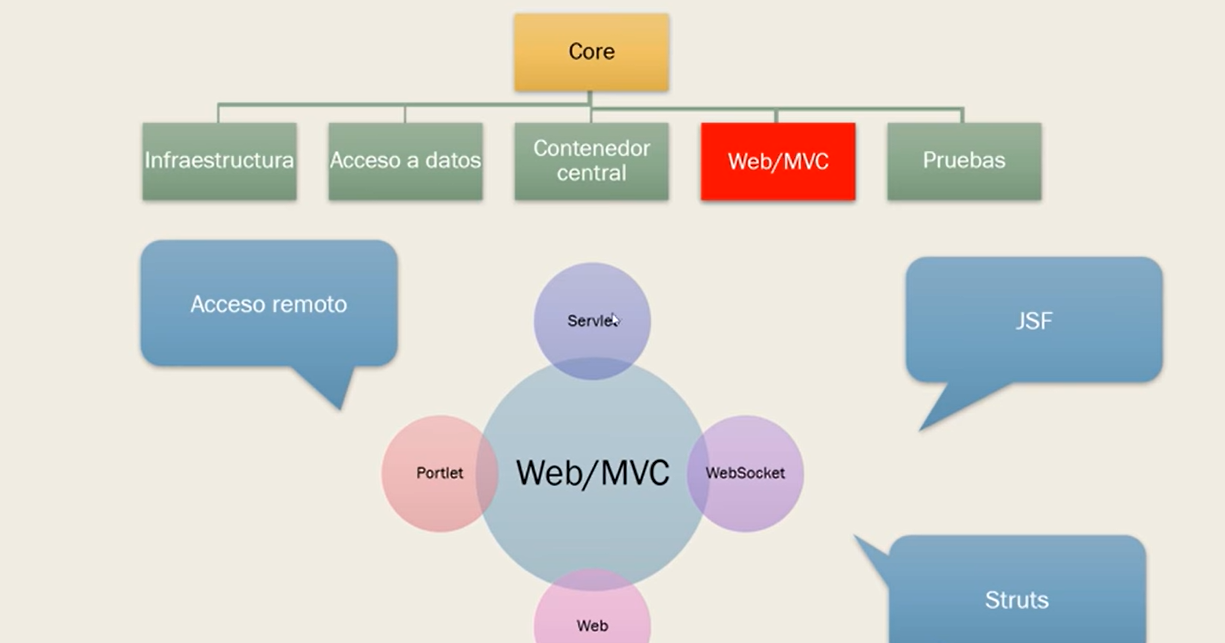 Core
Infraestructura
Acceso a datos
Contenedor
central
Web/MVC
Pruebas
Acceso remoto
Servlet
JSF
Portlet
Web/MVC
WebSocket
Struts
Web